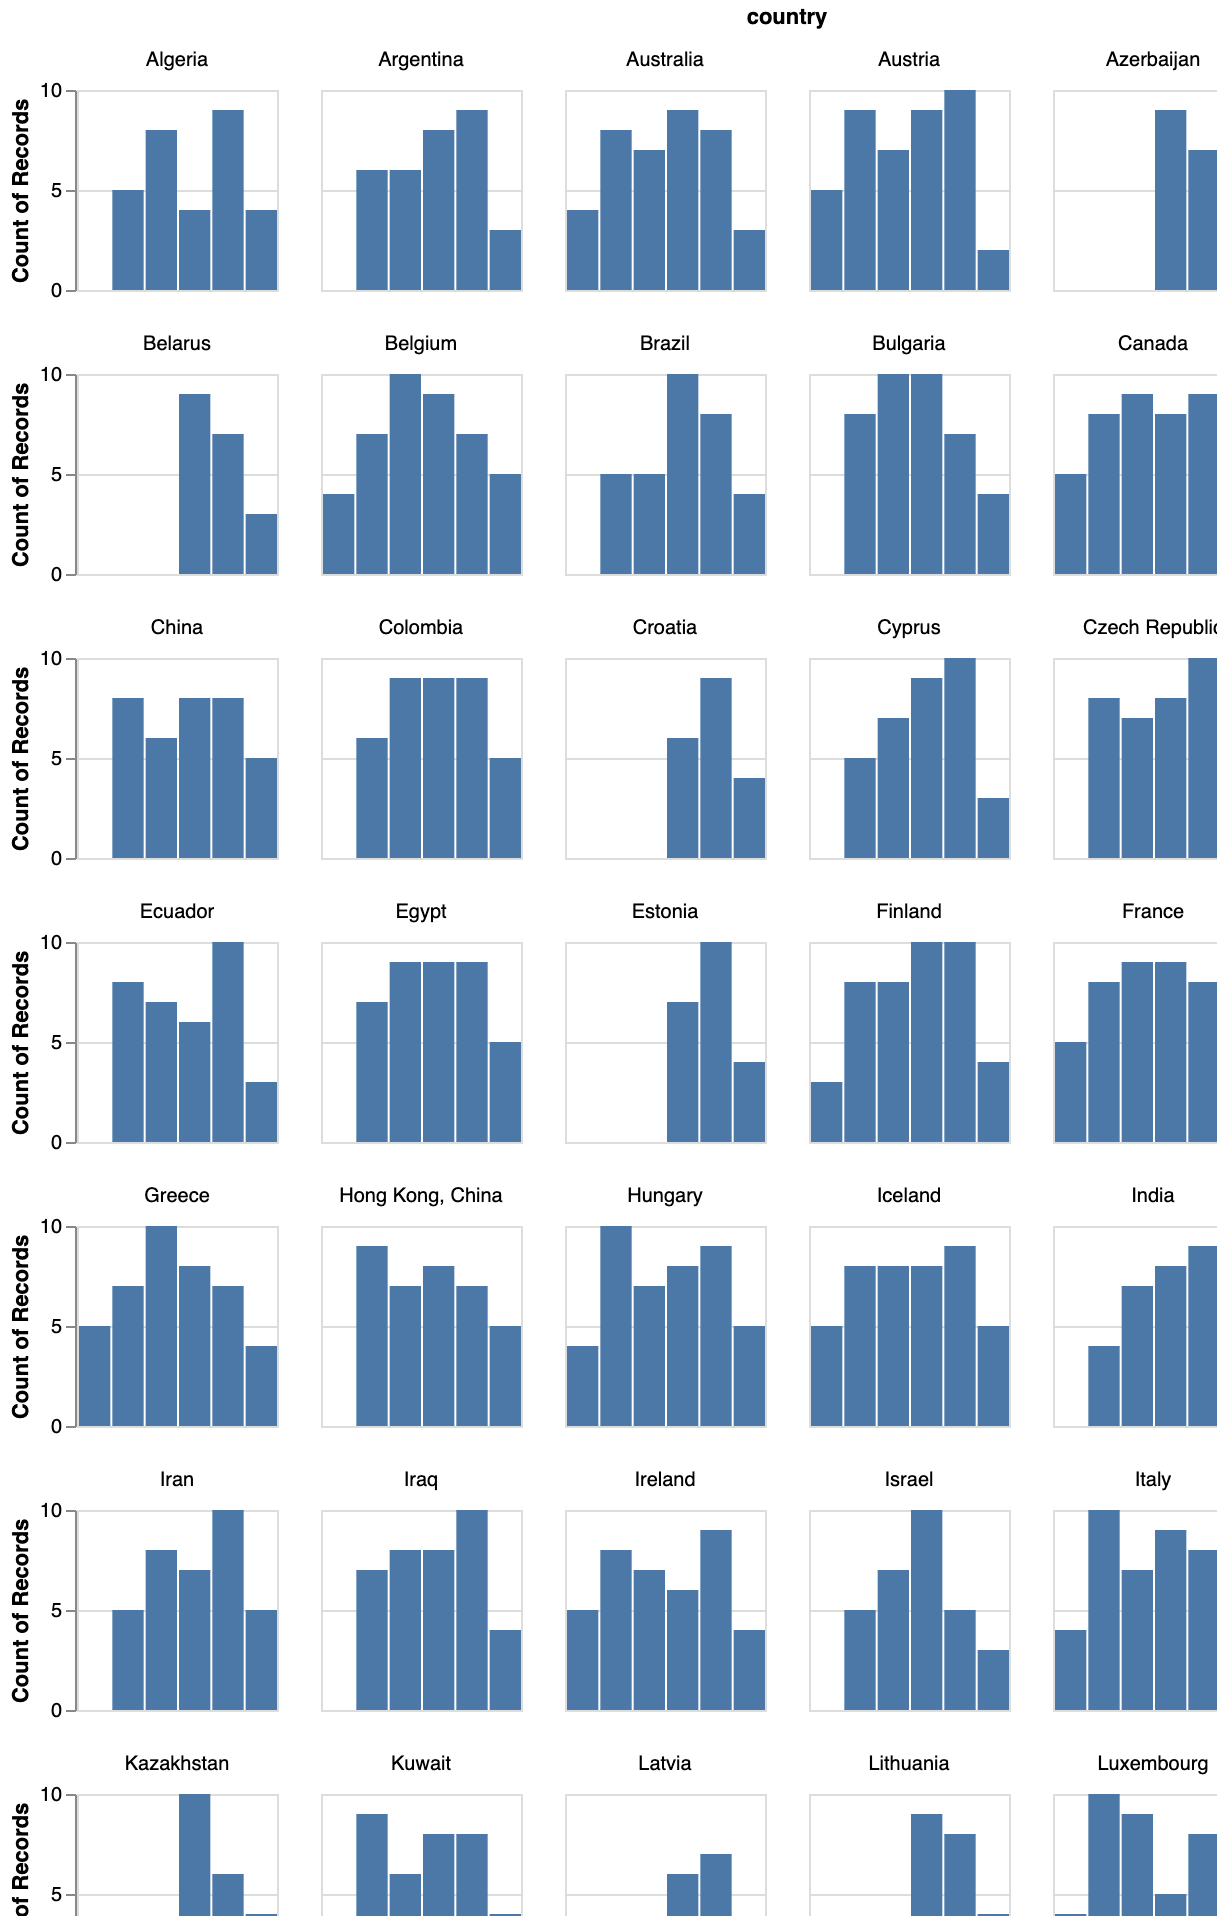 country
Algeria Argentina Australia Austria Azerbaijan
Count of Records
10
5
0
Belarus Belgium Brazil Bulgaria Canada
Count of Records
10
5
0
China Colombia Croatia Cyprus Czech Republic
Count of Records
10
5
0
Ecuador Egypt Estonia Finland France
Count of Records
10
5
0
Greece Hong Kong, China Hungary Iceland India
Count of Records
10
5
0
Iran Iraq Ireland Israel Italy
Count of Records
10
5
0
Kazakhstan Kuwait Latvia Lithuania Luxembourg
of Records
10
5